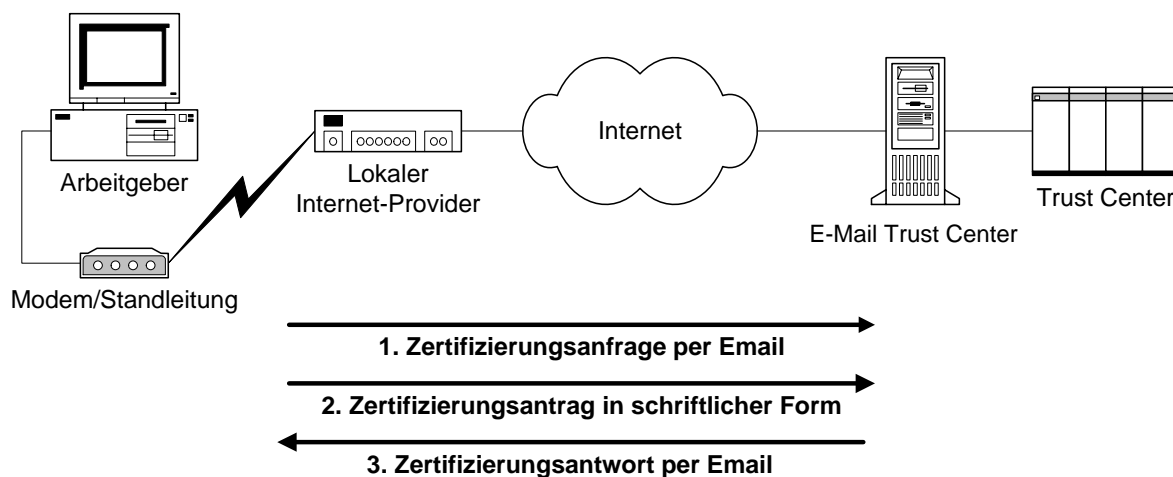 Internet
Arbeitgeber
Lokaler
Internet-Provider
Trust Center
E-Mail Trust Center
Modem/Standleitung
1. Zertifizierungsanfrage per Email
2. Zertifizierungsantrag in schriftlicher Form
3. Zertifizierungsantwort per Email